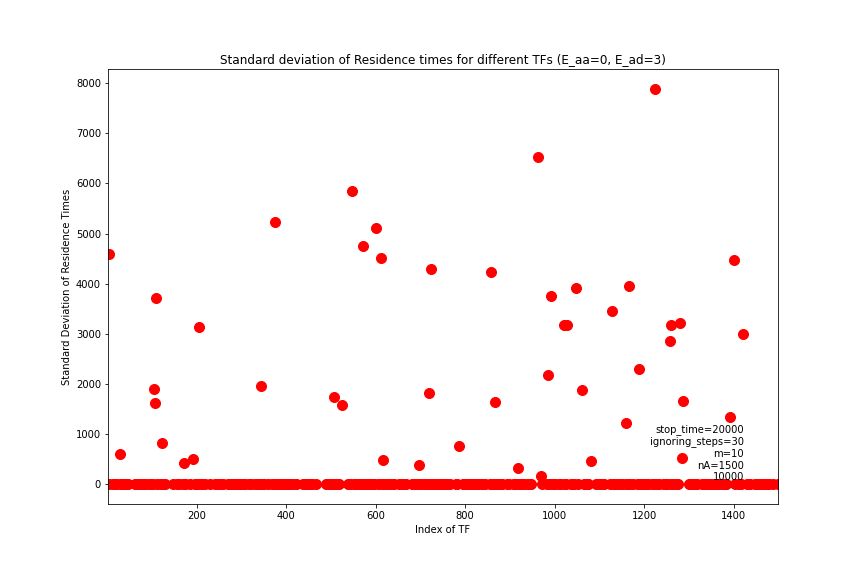 Standard deviation of Residence times for different TFs (E_aa=0, E_ad=3)
8000
7000
6000
5000
4000
3000
2000
1000
0
Standard Deviation of Residence Times
stop_time=20000
ignoring_steps=30
m=10
nA=1500
10000
200 400 600 800 1000 1200 1400
Index of TF